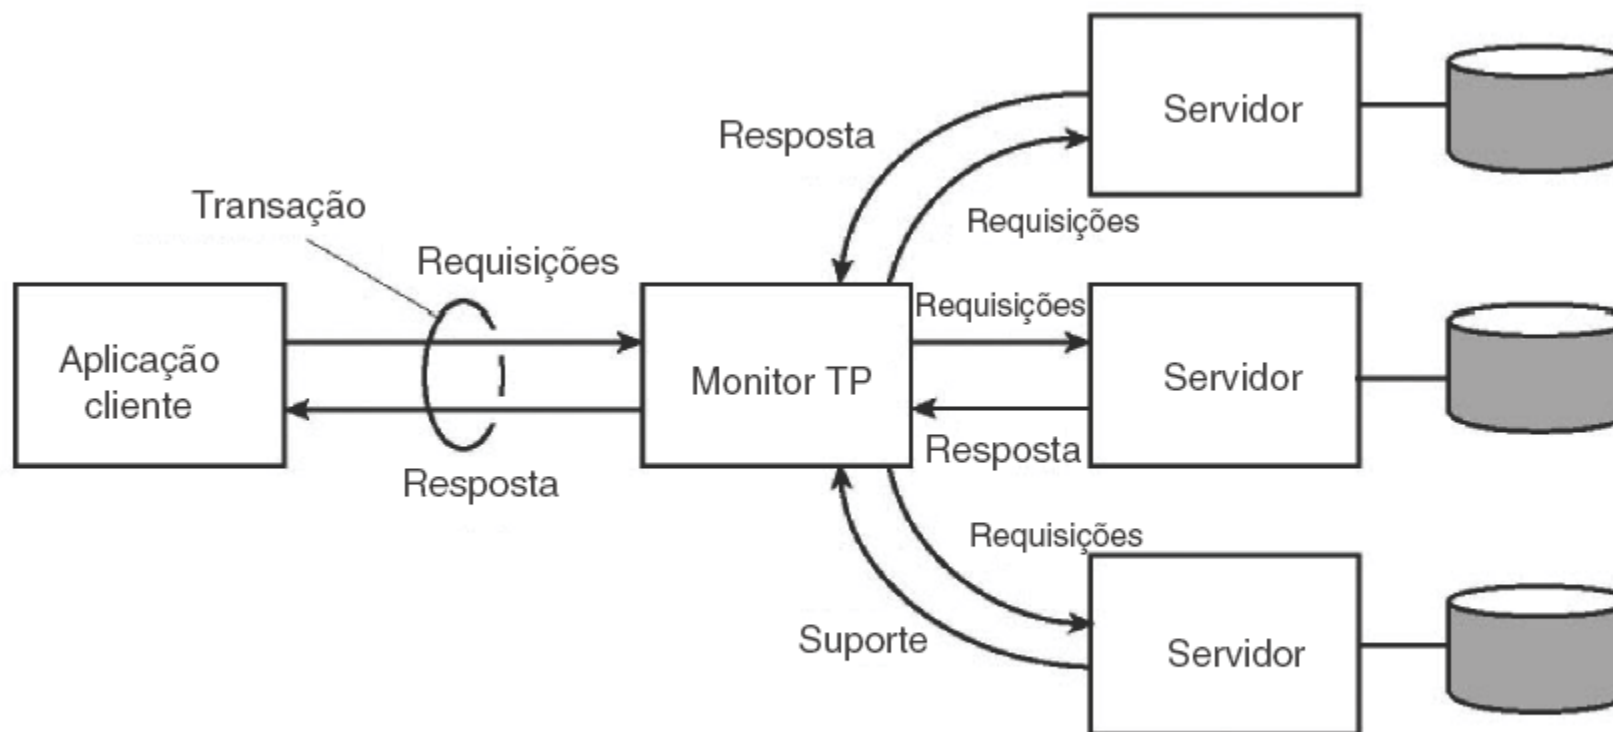 Servidor
Resposta
Transação
Requisições
Requisições
Requisições
Aplicação
cliente
Monitor TP
Servidor
Resposta
Resposta
Requisições
Suporte
Servidor